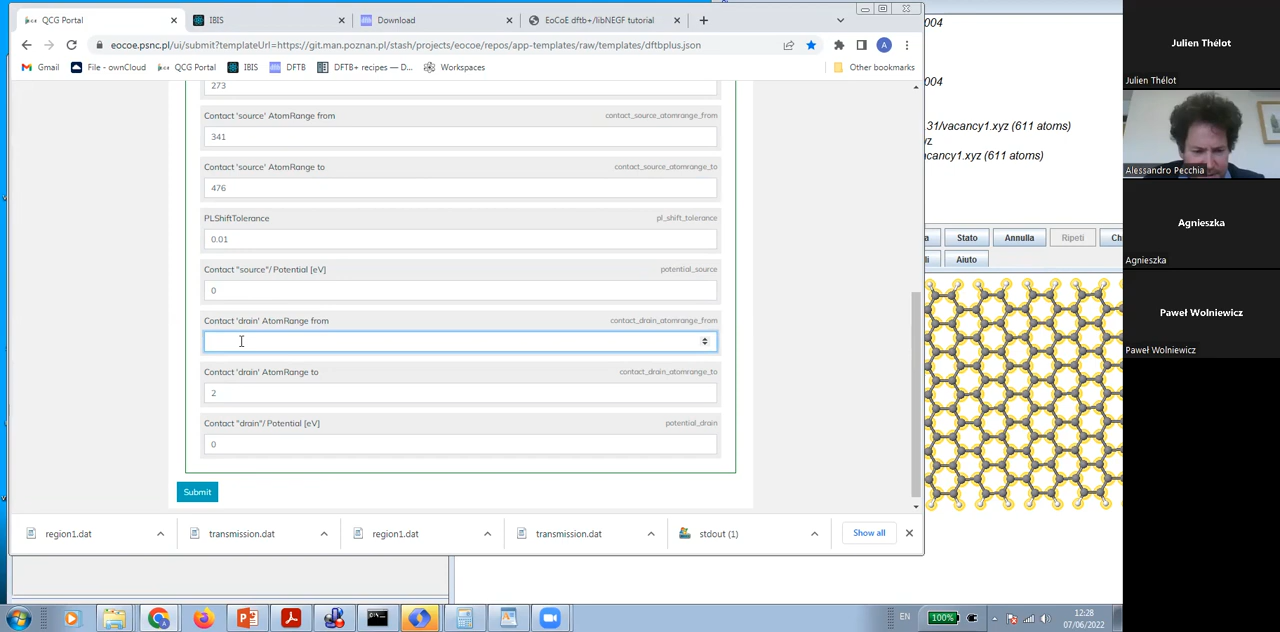 QCG Portal
IBIS
Download
EoCoE dftb+/libNEGF tutorial
eocoe.psnc.pl/ui/submit?templateUrl=https://git.man.poznan.pl/stash/projects/eocoe/repos/app-templates/raw/templates/dftbplus.json
Gmail
File - ownCloud
QCG Portal
IBIS
DFTB
DFTB+ recipes — D...
Workspaces
Other bookmarks
273
Contact 'source' AtomRange from
contact_source_atomrange_from
341
Contact 'source' AtomRange to
contact_source_atomrange_to
476
PLShiftTolerance
pl_shift_tolerance
0.01
Contact "source"/ Potential [eV]
potential_source
0
Contact 'drain' AtomRange from
contact_drain_atomrange_from
Contact 'drain' AtomRange to
contact_drain_atomrange_to
2
Contact "drain"/ Potential [eV]
potential_drain
0
Submit
region1.dat
transmission.dat
region1.dat
transmission.dat
stdout (1)
Show all
004
004
31/vacancy1.xyz (611 atoms)
yz
acancy1.xyz (611 atoms)
a
Stato
Annulla
Ripeti
Ch
li
Aiuto
Julien Thélot
Julien Thélot
Alessandro Pecchia
Agnieszka
Agnieszka
Paweł Wolniewicz
Paweł Wolniewicz
EN
100%
12:28
07/06/2022